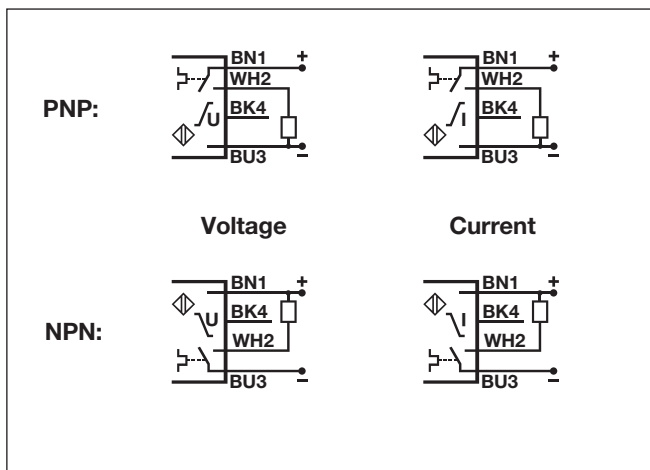 BN1 + BN1 +
WH2 WH2
PNP: U BK4 I BK4
BU3 − BU3 −
Voltage Current
BN1 + BN1 +
NPN: U BK4 I BK4
WH2 WH2
BU3 − BU3 −